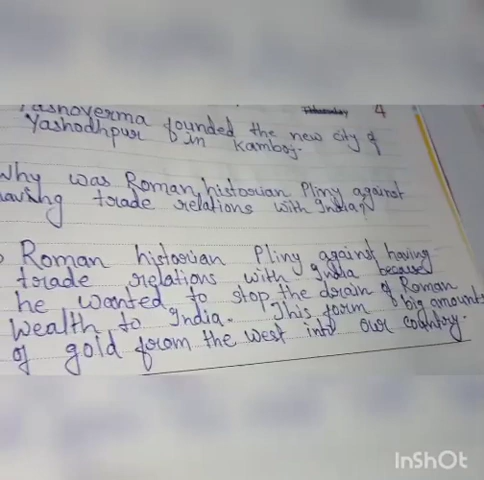 Yashoverma founded the new city of
Yashodhpur in Kamboj.
4
Why was Roman, historian Pliny against
having trade relations with India?
Roman historian Pliny against having
trade relations with India because
he wanted to stop the drain of Roman
wealth, to India. This form big amount
of gold from the west into our country.
InShOt